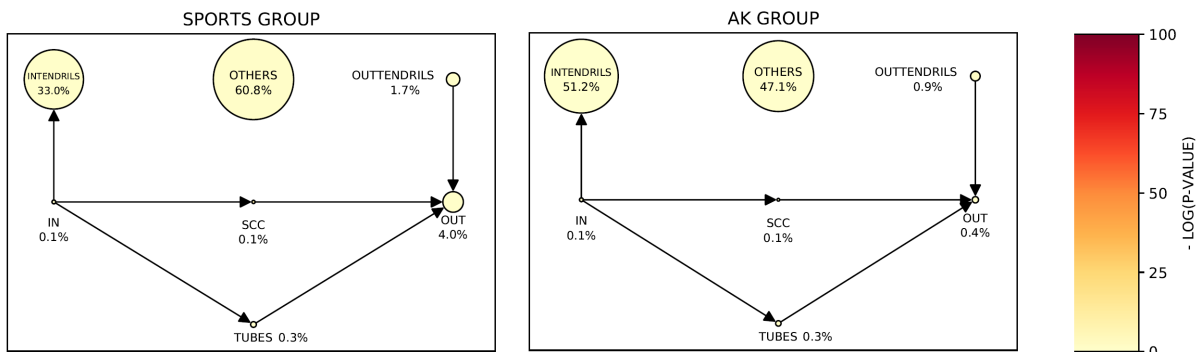 SPORTS GROUP
INTENDRILS
33.0%
OTHERS
60.8%
OUTTENDRILS
1.7%
IN
0.1%
SCC
0.1%
OUT
4.0%
TUBES 0.3%
AK GROUP
INTENDRILS
51.2%
OTHERS
47.1%
OUTTENDRILS
0.9%
IN
0.1%
SCC
0.1%
OUT
0.4%
TUBES 0.3%
100
75
50
25
0
- LOG(P-VALUE)